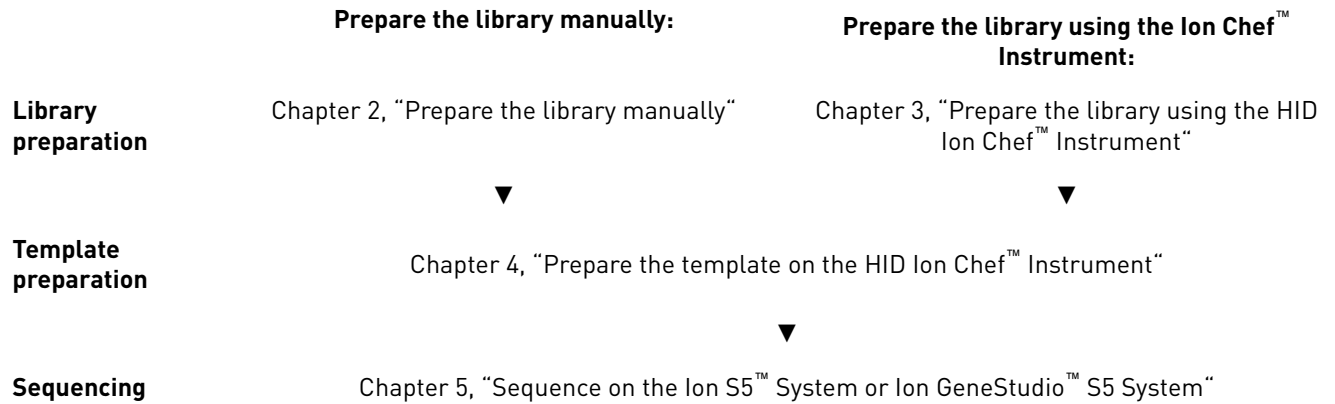 Prepare the library manually:
Prepare the library using the Ion Chef™
Instrument:
Library
preparation
Chapter 2, “Prepare the library manually“
Chapter 3, “Prepare the library using the HID
Ion Chef™ Instrument“
▼ ▼
Template
preparation
Chapter 4, “Prepare the template on the HID Ion Chef™ Instrument“
▼
Sequencing
Chapter 5, “Sequence on the Ion S5™ System or Ion GeneStudio™ S5 System“